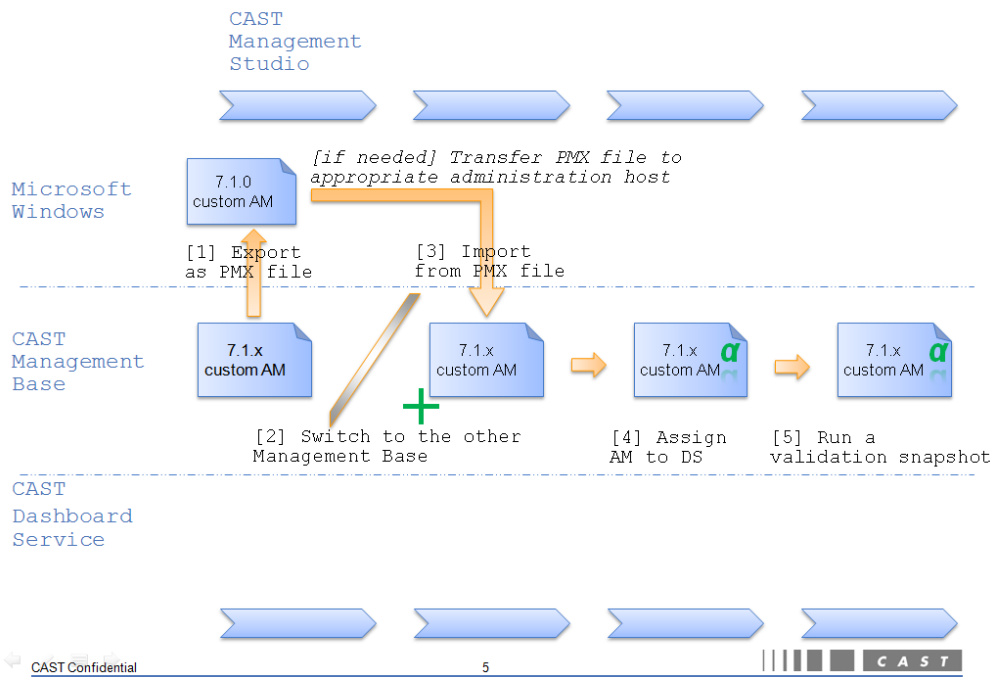 CAST
Management
Studio
[if needed] Transfer PMX file to
appropriate administration host
Microsoft
Windows
7.1.0
custom AM
[1] Export
as PMX file
[3] Import
from PMX file
CAST
Management
Base
7.1.x
custom AM
7.1.x
custom AM
7.1.x
custom AM
α
7.1.x
custom AM
α
[2] Switch to the other
Management Base
[4] Assign
AM to DS
[5] Run a
validation snapshot
CAST
Dashboard
Service
CAST Confidential
5
CAST